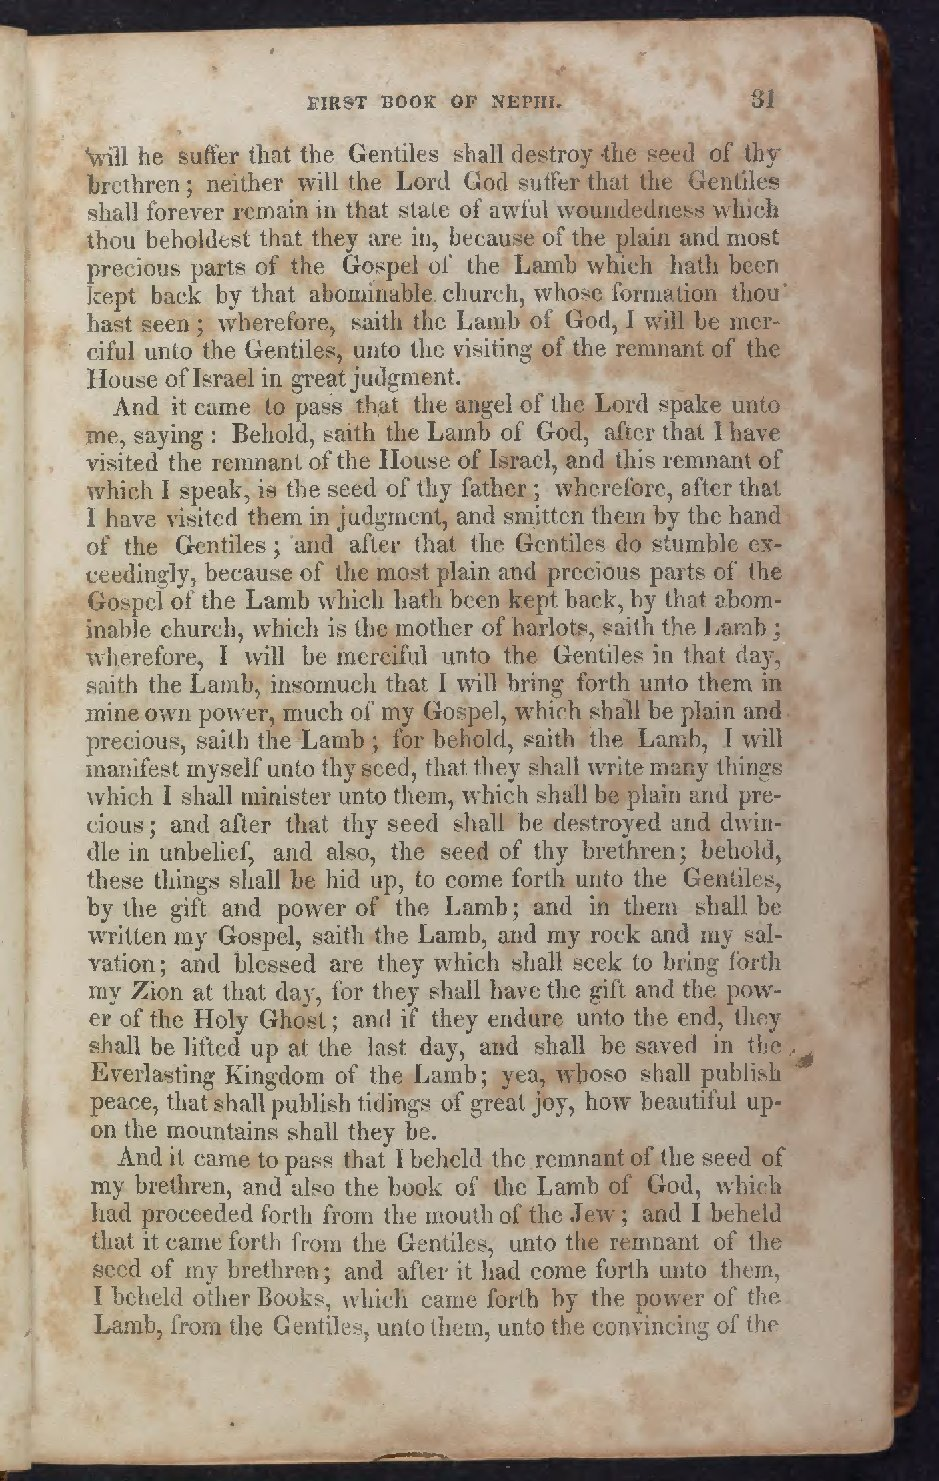 FIRST BOOK OF NEPHI. 31
will he suffer that the Gentiles shall destroy the seed of thy
brethren; neither will the Lord God suffer that the Gentiles
shall forever remain in that state of awful woundedness which
thou beholdest that they are in, because of the plain and most
precious parts of the Gospel of the Lamb which hath been
kept back by that abominable church, whose formation thou
hast seen; wherefore, saith the Lamb of God, I will be mer-
ciful unto the Gentiles, unto the visiting of the remnant of the
House of Israel in great judgment.
And it came to pass that the angel of the Lord spake unto
me, saying: Behold, saith the Lamb of God, after that I have
visited the remnant of the House of Israel, and this remnant of
which I speak, is the seed of thy father; wherefore, after that
I have visited them in judgment, and smitten them by the hand
of the Gentiles; and after that the Gentiles do stumble ex-
ceedingly, because of the most plain and precious parts of the
Gospel of the Lamb which hath been kept back, by that abom-
inable church, which is the mother of harlots, saith the Lamb;
wherefore, I will be merciful unto the Gentiles in that day,
saith the Lamb, insomuch that I will bring forth unto them in
mine own power, much of my Gospel, which shall be plain and
precious, saith the Lamb; for behold, saith the Lamb, I will
manifest myself unto thy seed, that they shall write many things
which I shall minister unto them, which shall be plain and pre-
cious; and after that thy seed shall be destroyed and dwin-
dle in unbelief, and also, the seed of thy brethren; behold,
these things shall be hid up, to come forth unto the Gentiles,
by the gift and power of the Lamb; and in them shall be
written my Gospel, saith the Lamb, and my rock and my sal-
vation; and blessed are they which shall seek to bring forth
my Zion at that day, for they shall have the gift and the pow-
er of the Holy Ghost; and if they endure unto the end, they
shall be lifted up at the last day, and shall be saved in the
Everlasting Kingdom of the Lamb; yea, whoso shall publish
peace, that shall publish tidings of great joy, how beautiful up-
on the mountains shall they be.
And it came to pass that I beheld the remnant of the seed of
my brethren, and also the book of the Lamb of God, which
had proceeded forth from the mouth of the Jew; and I beheld
that it came forth from the Gentiles, unto the remnant of the
seed of my brethren; and after it had come forth unto them,
I beheld other Books, which came forth by the power of the
Lamb, from the Gentiles, unto them, unto the convincing of the